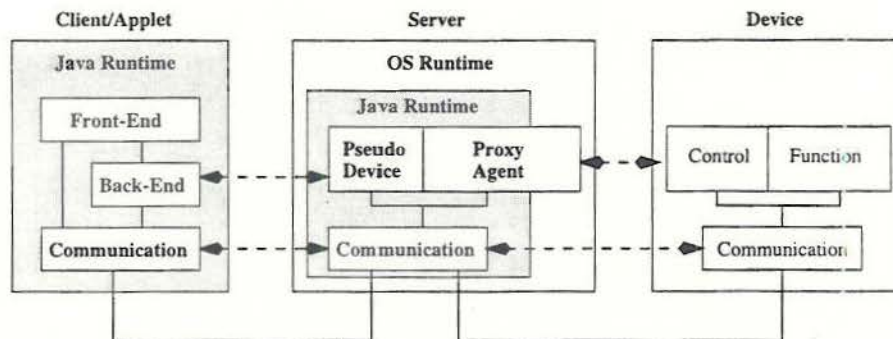 Client/Applet
Server
Device
Java Runtime
OS Runtime
Java Runtime
Front-End
Pseudo
Device
Proxy
Agent
Control
Function
Back-End
Communication
Communication
Communication